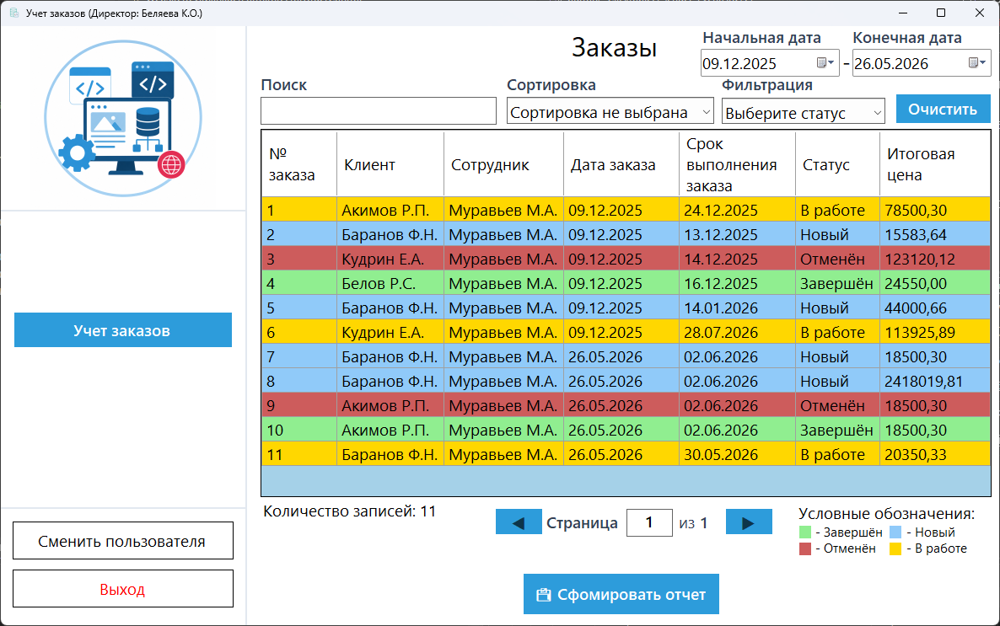 Учет заказов (Директор: Беляева К.О.)
Заказы
Начальная дата Конечная дата
09.12.2025 – 26.05.2026
Поиск Сортировка Фильтрация
Сортировка не выбрана Выберите статус Очистить
№ заказа Клиент Сотрудник Дата заказа Срок выполнения заказа Статус Итоговая цена
1 Акимов Р.П. Муравьев М.А. 09.12.2025 24.12.2025 В работе 78500,30
2 Баранов Ф.Н. Муравьев М.А. 09.12.2025 13.12.2025 Новый 15583,64
3 Кудрин Е.А. Муравьев М.А. 09.12.2025 14.12.2025 Отменён 123120,12
4 Белов Р.С. Муравьев М.А. 09.12.2025 16.12.2025 Завершён 24550,00
5 Баранов Ф.Н. Муравьев М.А. 09.12.2025 14.01.2026 Новый 44000,66
6 Кудрин Е.А. Муравьев М.А. 09.12.2025 28.07.2026 В работе 113925,89
7 Баранов Ф.Н. Муравьев М.А. 26.05.2026 02.06.2026 Новый 18500,30
8 Баранов Ф.Н. Муравьев М.А. 26.05.2026 02.06.2026 Новый 2418019,81
9 Акимов Р.П. Муравьев М.А. 26.05.2026 02.06.2026 Отменён 18500,30
10 Акимов Р.П. Муравьев М.А. 26.05.2026 02.06.2026 Завершён 18500,30
11 Баранов Ф.Н. Муравьев М.А. 26.05.2026 30.05.2026 В работе 20350,33
Учет заказов
Количество записей: 11
Страница 1 из 1
Условные обозначения:
- Завершён - Новый
- Отменён - В работе
Сменить пользователя
Выход
Сфомировать отчет